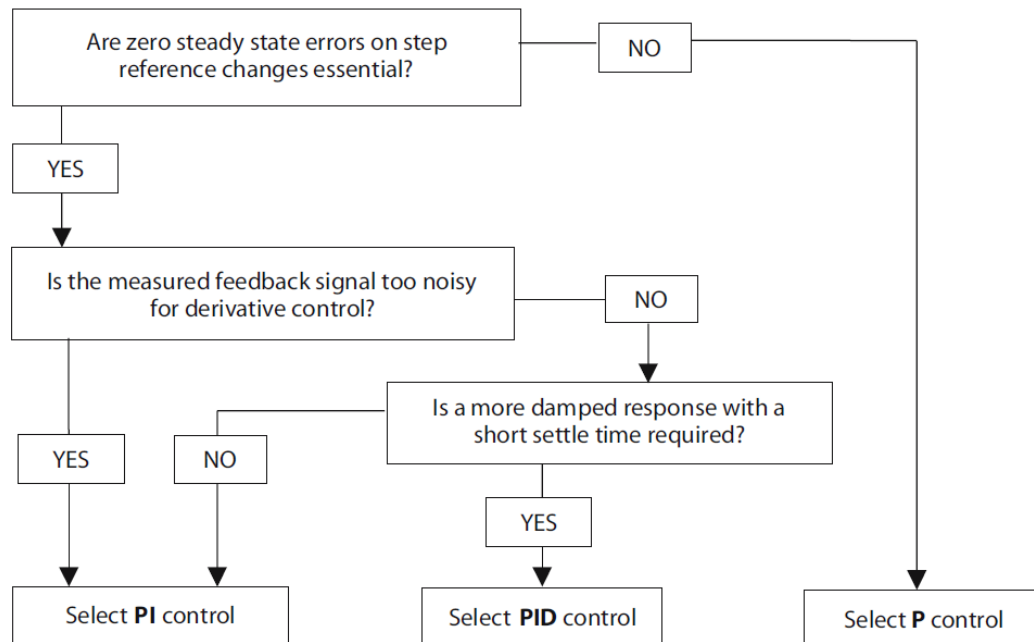 Are zero steady state errors on step
reference changes essential?
NO
YES
Is the measured feedback signal too noisy
for derivative control?
NO
Is a more damped response with a
short settle time required?
YES
NO
YES
Select PI control
Select PID control
Select P control